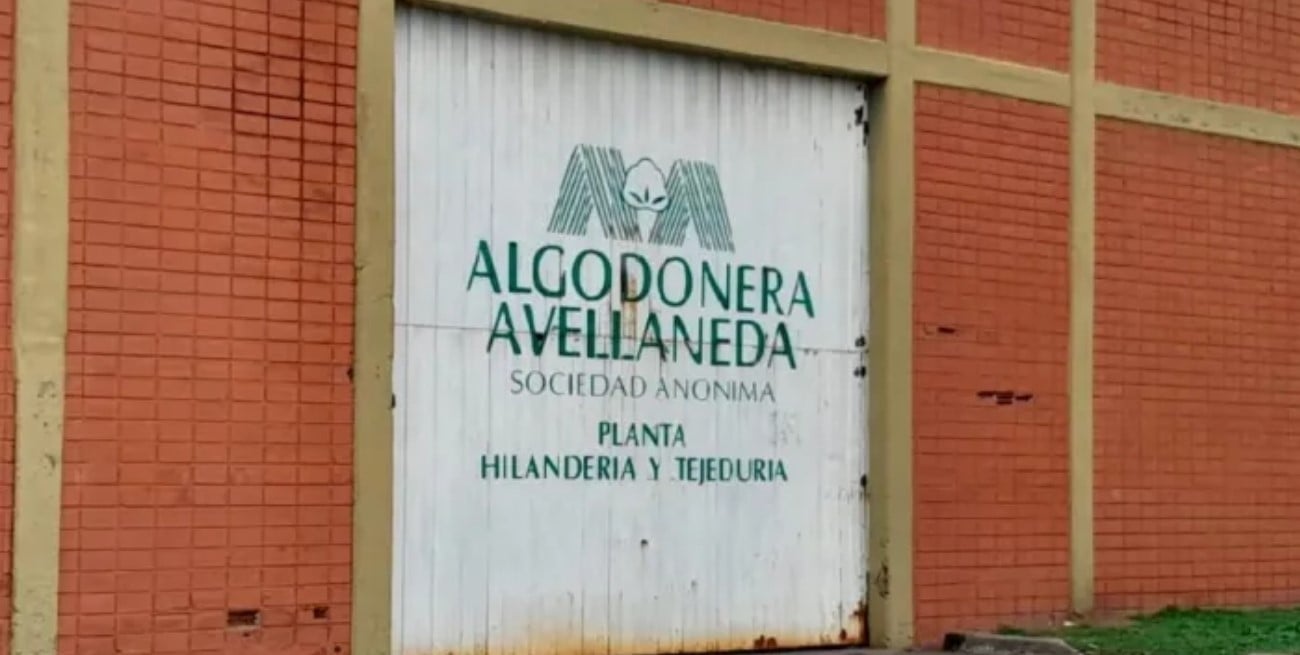 ALGODONERA
AVELLANEDA
SOCIEDAD ANONIMA
PLANTA
HILANDERIA Y TEJEDURIA